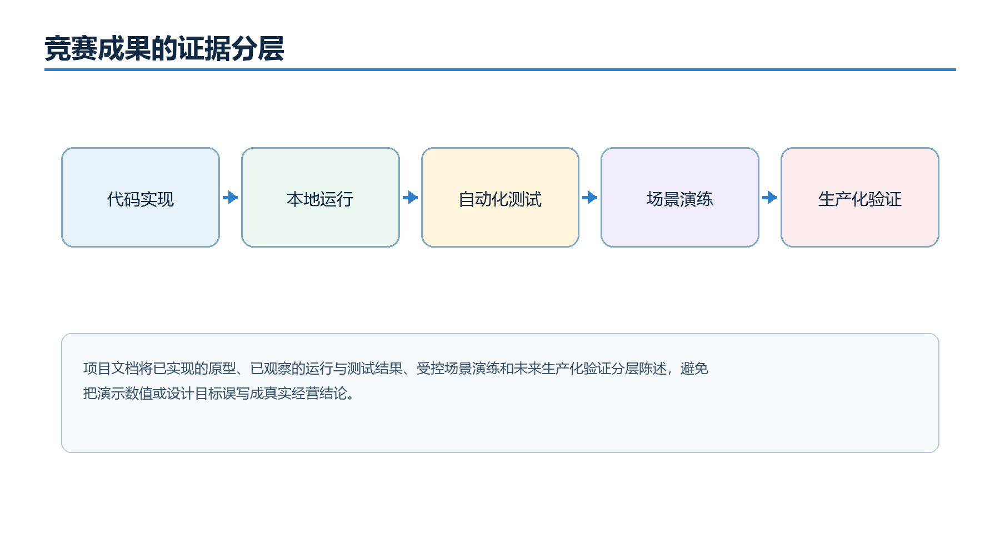 竞赛成果的证据分层
代码实现
本地运行
自动化测试
场景演练
生产化验证
项目文档将已实现的原型、已观察的运行与测试结果、受控场景演练和未来生产化验证分层陈述，避免
把演示数值或设计目标误写成真实经营结论。